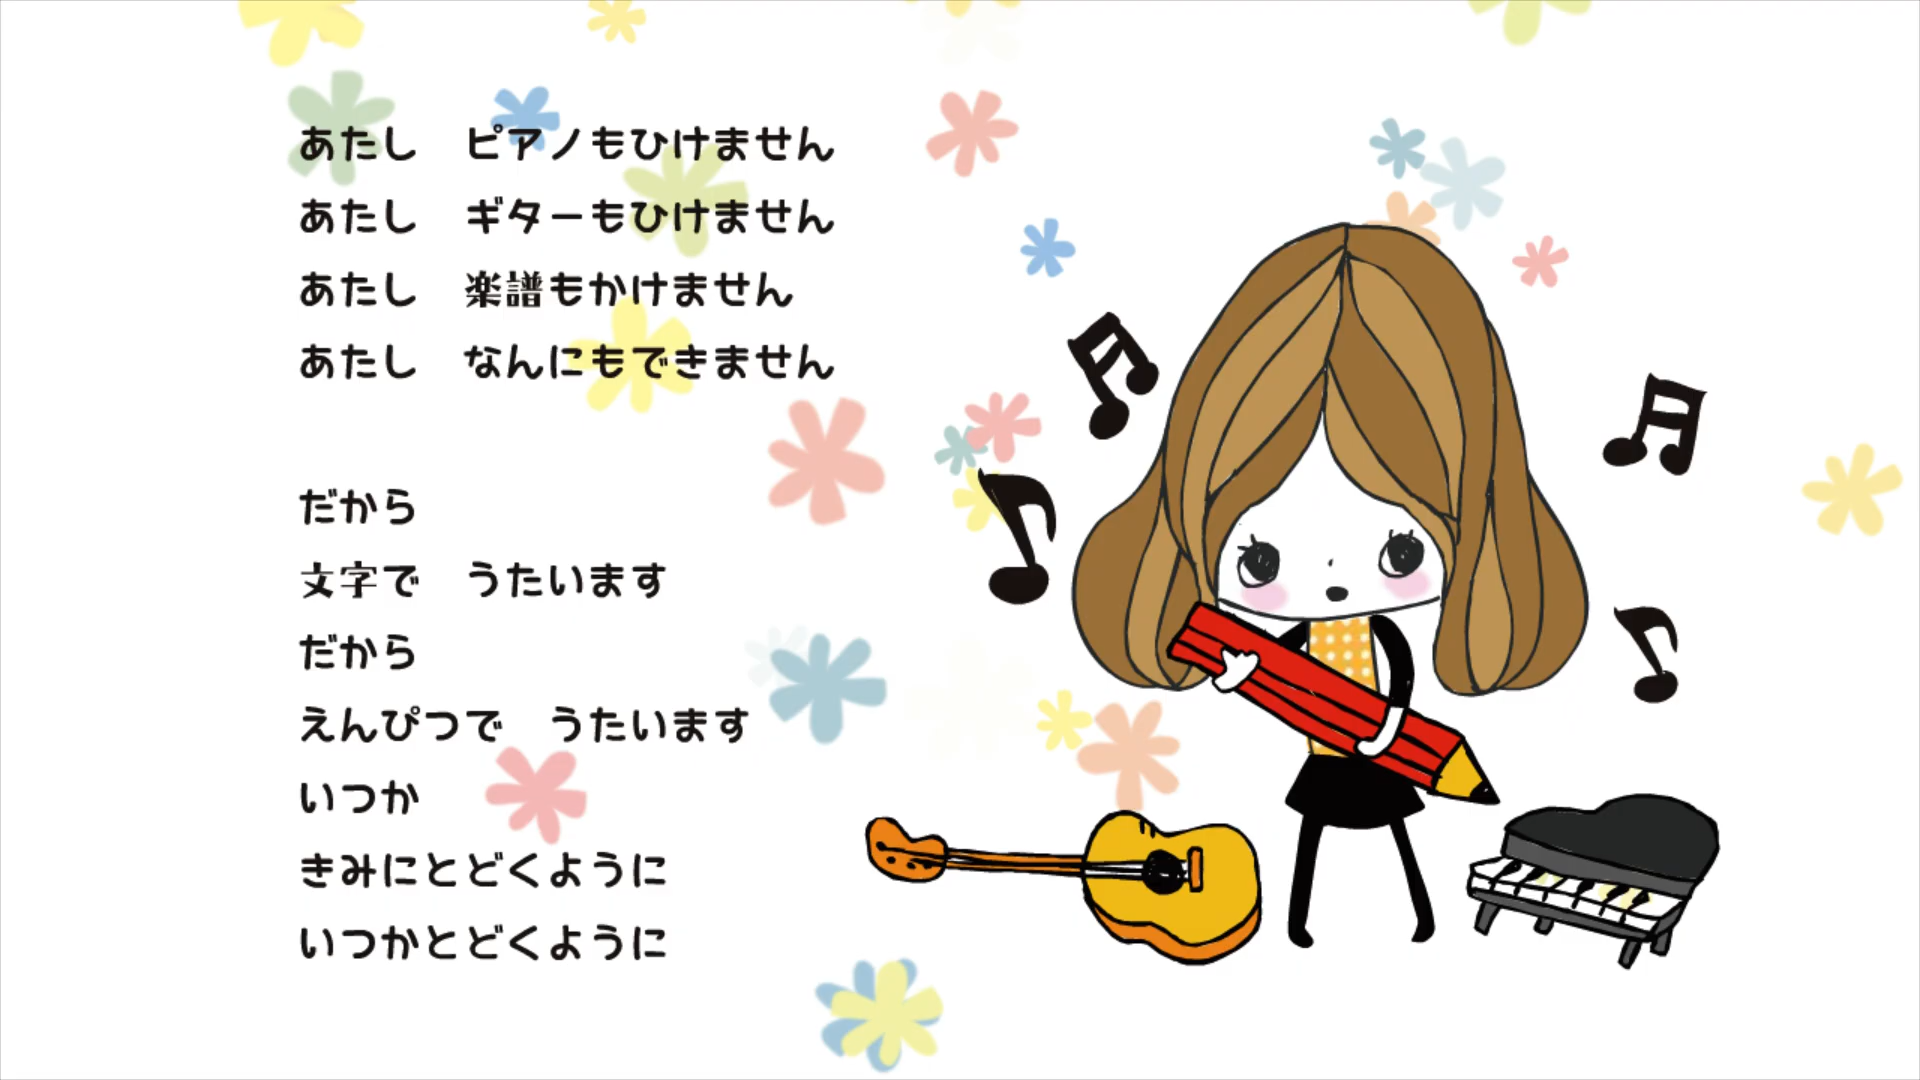 あたし　ピアノもひけません
あたし　ギターもひけません
あたし　楽譜もかけません
あたし　なんにもできません
だから
文字で　うたいます
だから
えんぴつで　うたいます
いつか
きみにとどくように
いつかとどくように